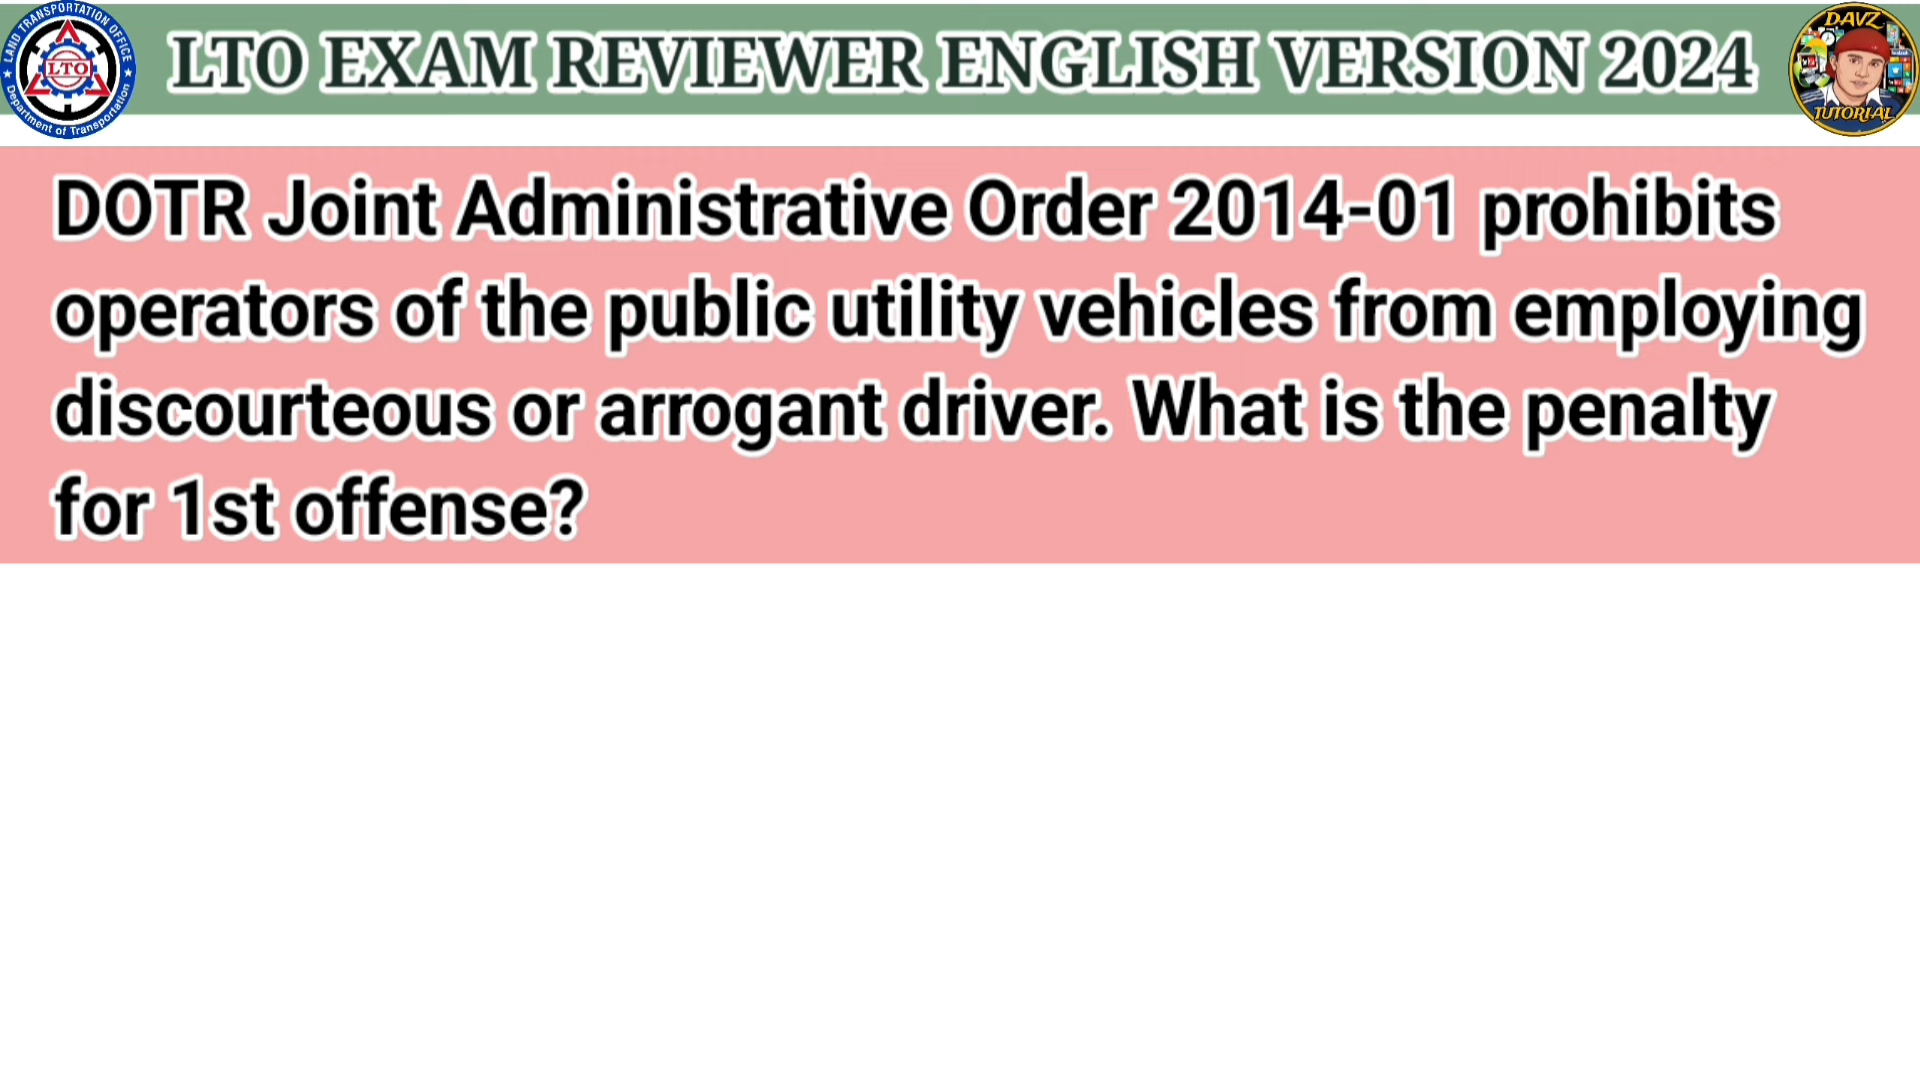 LAND TRANSPORTATION OFFICE
LTO
Department of Transportation
LTO EXAM REVIEWER ENGLISH VERSION 2024
DAVZ
TUTORIAL
DOTR Joint Administrative Order 2014-01 prohibits
operators of the public utility vehicles from employing
discourteous or arrogant driver. What is the penalty
for 1st offense?